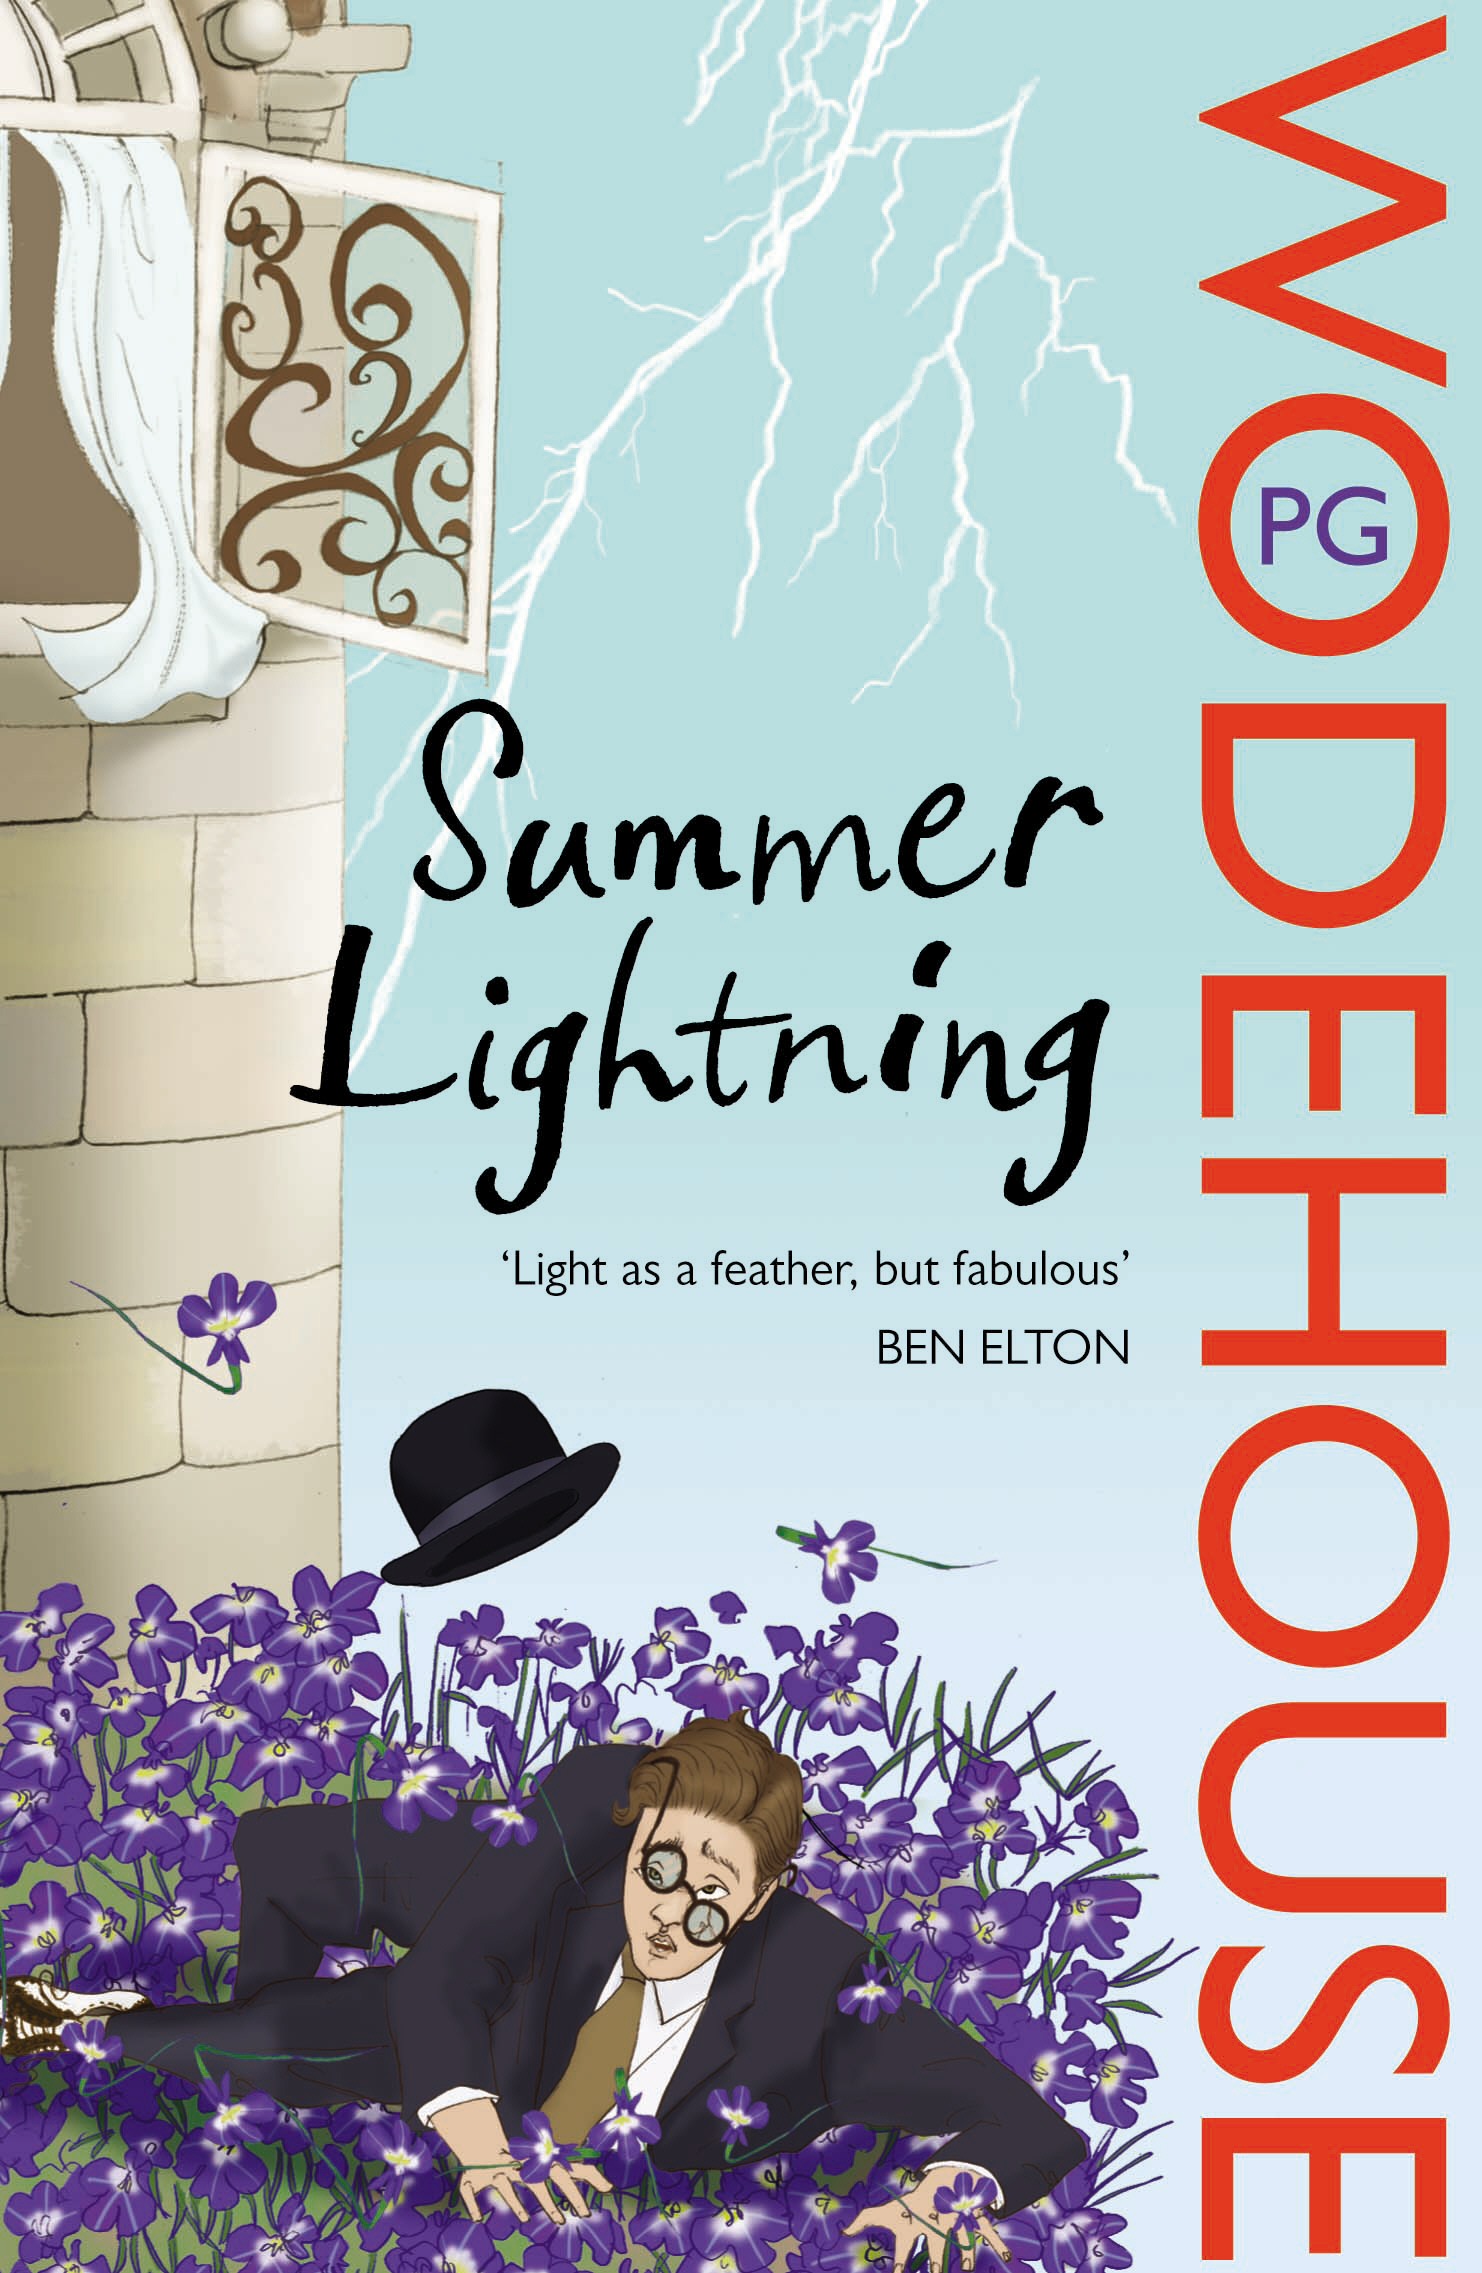 PG
WODEHOUSE
Summer
Lightning
‘Light as a feather, but fabulous’
BEN ELTON